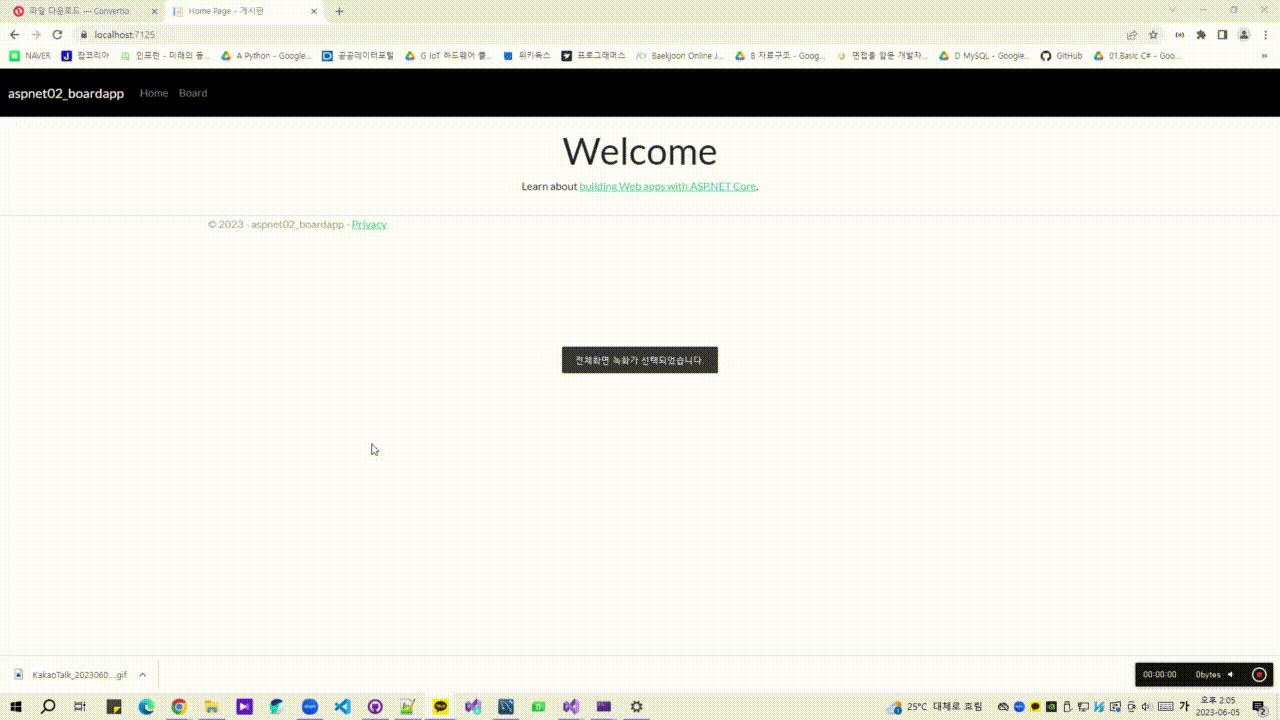 파일 다운로드 — Convertio
Home Page - 게시판
localhost:7125
NAVER
잡코리아
인프런 - 미래의 동...
A Python - Google...
공공데이터포털
G IoT 하드웨어 클...
위키독스
프로그래머스
Baekjoon Online J...
B 자료구조 - Goog...
면접을 앞둔 개발자...
D MySQL - Google...
GitHub
01.Basic C# - Goo...
aspnet02_boardapp Home Board
Welcome
Learn about building Web apps with ASP.NET Core.
© 2023 - aspnet02_boardapp - Privacy
전체화면 녹화가 선택되었습니다.
KakaoTalk_2023060....gif
00:00:00 0bytes
25°C 대체로 흐림
가
오후 2:05
2023-06-05
2